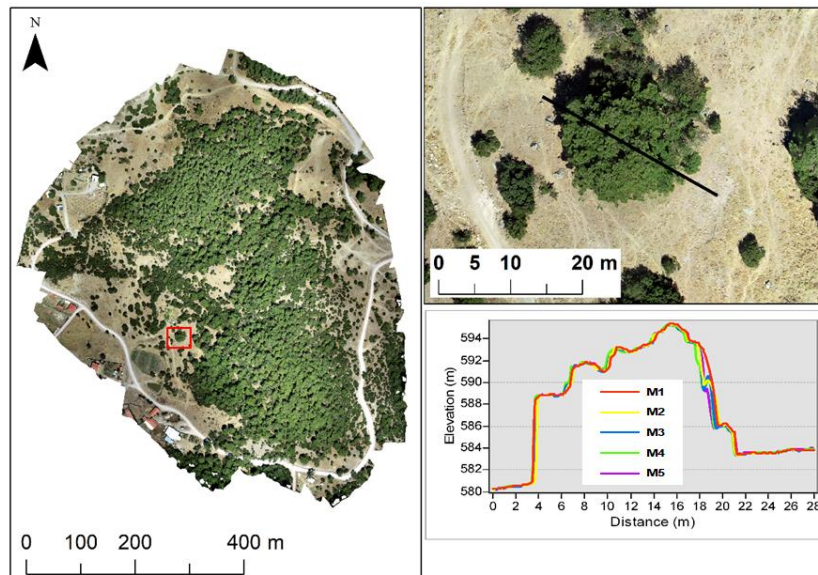 N
0 100 200 400 m
0 5 10 20 m
Elevation (m)
594
592
590
588
586
584
582
580
M1
M2
M3
M4
M5
0 2 4 6 8 10 12 14 16 18 20 22 24 26 28
Distance (m)